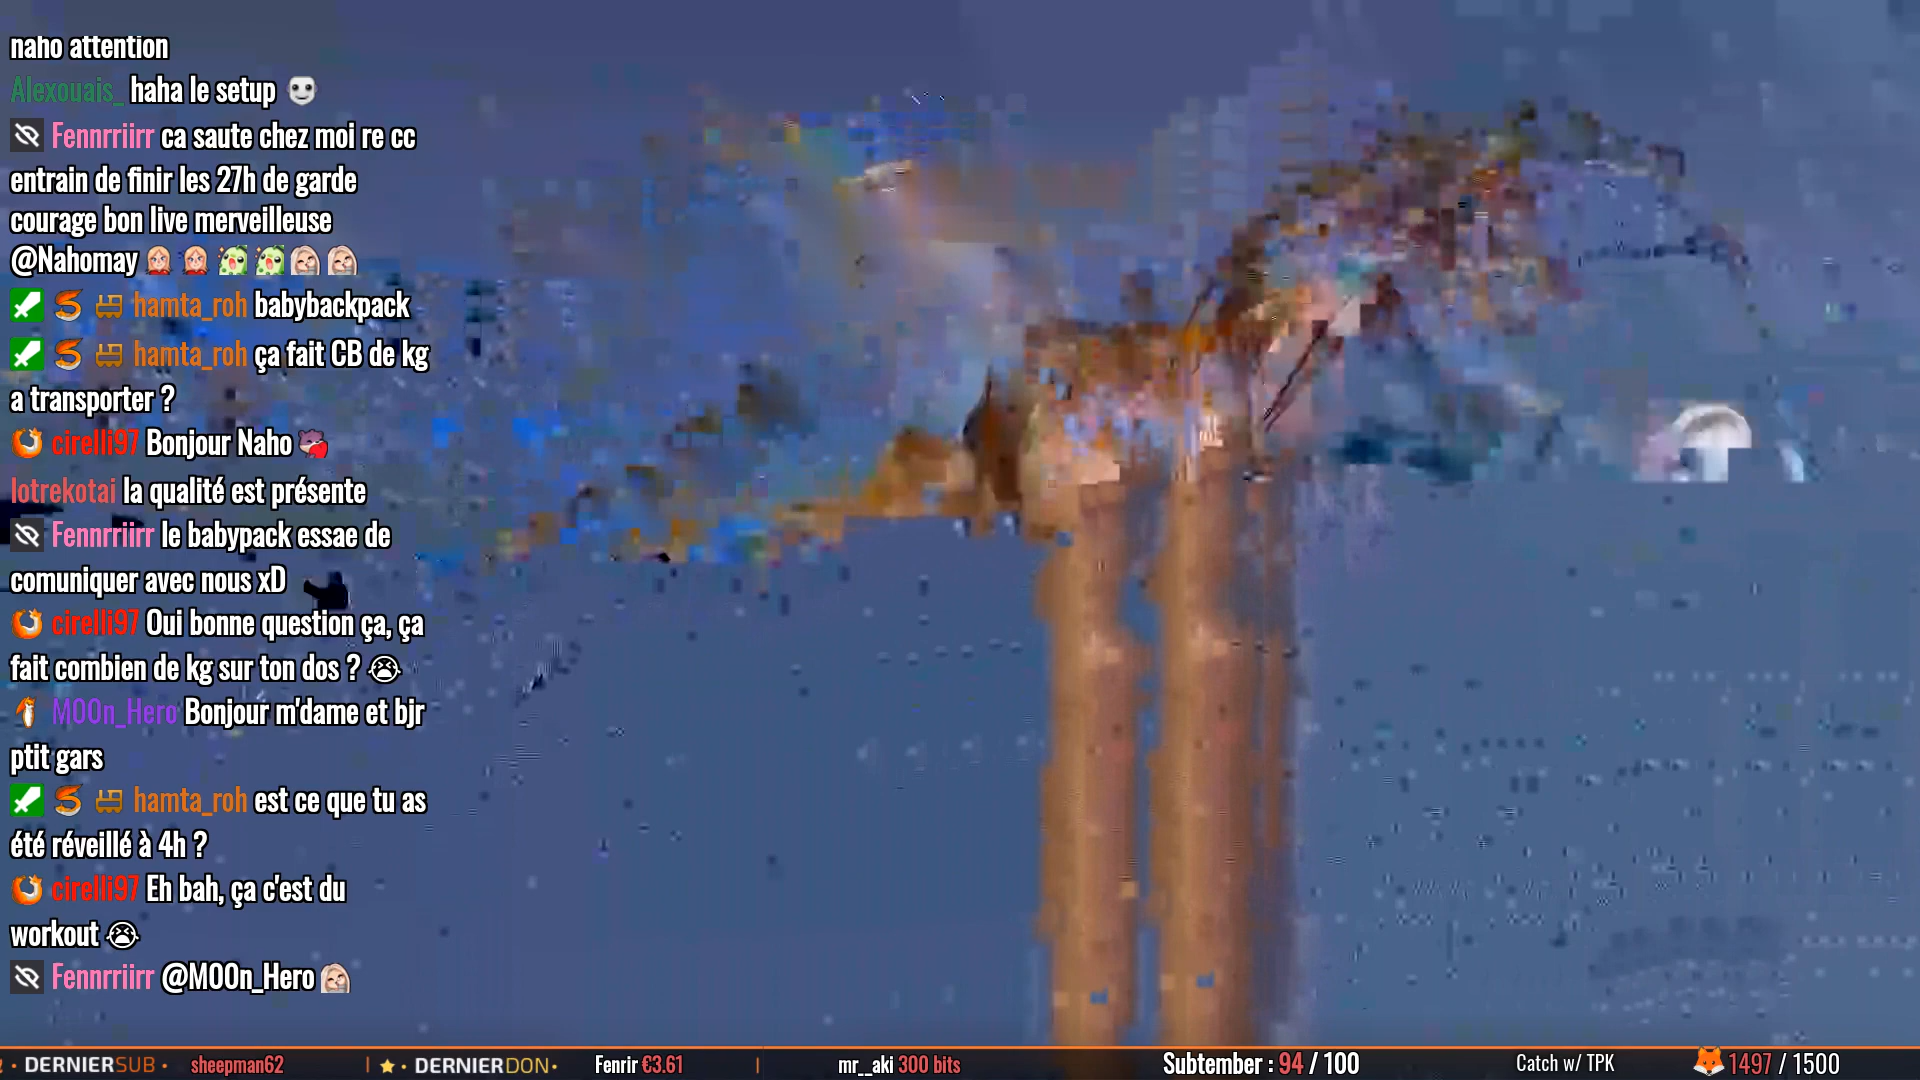 naho attention
Alexouais_ haha le setup
Fennrriirr ca saute chez moi re cc
entrain de finir les 27h de garde
courage bon live merveilleuse
@Nahomay
hamta_roh babybackpack
hamta_roh ça fait CB de kg
a transporter ?
cirelli97 Bonjour Naho
lotrekotai la qualité est présente
Fennrriirr le babypack essae de
comuniquer avec nous xD
cirelli97 Oui bonne question ça, ça
fait combien de kg sur ton dos ?
M00n_Hero Bonjour m'dame et bjr
ptit gars
hamta_roh est ce que tu as
été réveillé à 4h ?
cirelli97 Eh bah, ça c'est du
workout
Fennrriirr @M00n_Hero
DERNIERSUB · sheepman62 | · DERNIERDON · Fenrir €3.61 | mr__aki 300 bits Subtember : 94 / 100 Catch w/ TPK 1497 / 1500